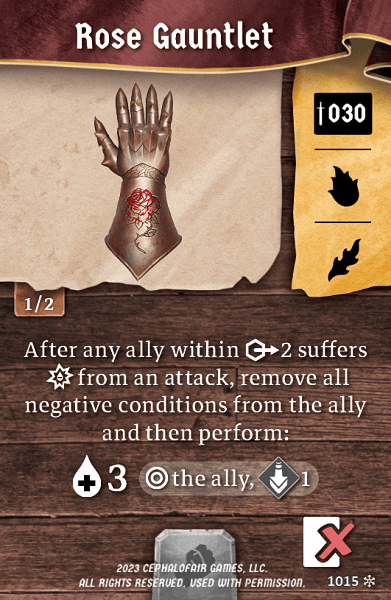 Rose Gauntlet
030
1/2
After any ally within 2 suffers
from an attack, remove all
negative conditions from the ally
and then perform:
3 the ally, 1
2023 CEPHALOFAIR GAMES, LLC.
ALL RIGHTS RESERVED. USED WITH PERMISSION.
1015